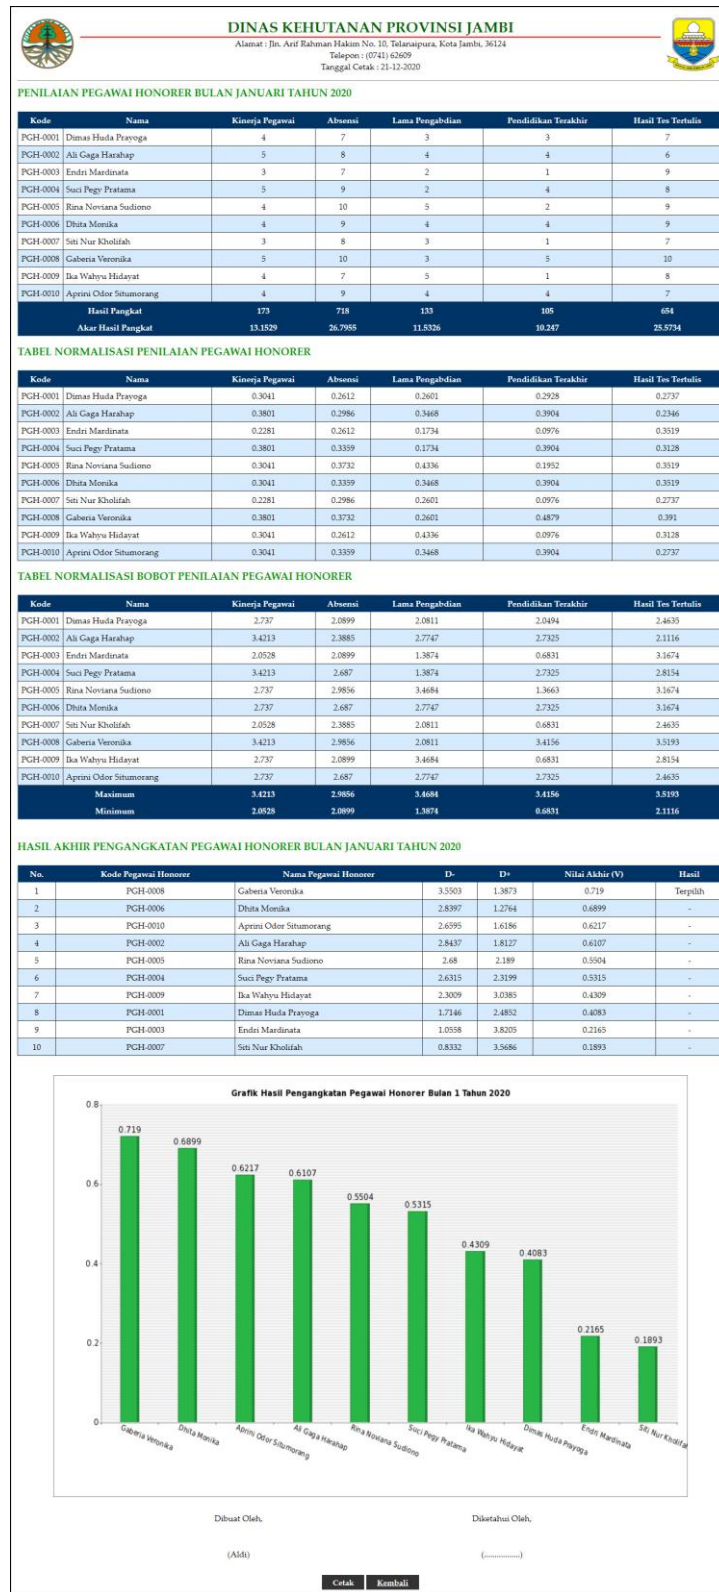 DINAS KEHUTANAN PROVINSI JAMBI
Alamat : Jln. Arif Rahman Hakim No. 10, Telanaipura, Kota Jambi, 36124
Telepon : (0741) 62609
Tanggal Cetak : 21-12-2020
PENILAIAN PEGAWAI HONORER BULAN JANUARI TAHUN 2020
Kode Nama Kinerja Pegawai Absensi Lama Pengabdian Pendidikan Terakhir Hasil Tes Tertulis
PGH-0001 Dimas Huda Prayoga 4 7 3 3 7
PGH-0002 Ali Gaga Harahap 5 8 4 4 6
PGH-0003 Endri Mardinata 3 7 2 1 9
PGH-0004 Suci Pegy Pratama 5 9 2 4 8
PGH-0005 Rina Noviana Sudiono 4 10 5 2 9
PGH-0006 Dhita Monika 4 9 4 4 9
PGH-0007 Siti Nur Kholifah 3 8 3 1 7
PGH-0008 Gaberia Veronika 5 10 3 5 10
PGH-0009 Ika Wahyu Hidayat 4 7 5 1 8
PGH-0010 Aprini Odor Situmorang 4 9 4 4 7
Hasil Pangkat 173 718 133 105 654
Akar Hasil Pangkat 13.1529 26.7955 11.5326 10.247 25.5734
TABEL NORMALISASI PENILAIAN PEGAWAI HONORER
Kode Nama Kinerja Pegawai Absensi Lama Pengabdian Pendidikan Terakhir Hasil Tes Tertulis
PGH-0001 Dimas Huda Prayoga 0.3041 0.2612 0.2601 0.2928 0.2737
PGH-0002 Ali Gaga Harahap 0.3801 0.2986 0.3468 0.3904 0.2346
PGH-0003 Endri Mardinata 0.2281 0.2612 0.1734 0.0976 0.3519
PGH-0004 Suci Pegy Pratama 0.3801 0.3359 0.1734 0.3904 0.3128
PGH-0005 Rina Noviana Sudiono 0.3041 0.3732 0.4336 0.1952 0.3519
PGH-0006 Dhita Monika 0.3041 0.3359 0.3468 0.3904 0.3519
PGH-0007 Siti Nur Kholifah 0.2281 0.2986 0.2601 0.0976 0.2737
PGH-0008 Gaberia Veronika 0.3801 0.3732 0.2601 0.4879 0.391
PGH-0009 Ika Wahyu Hidayat 0.3041 0.2612 0.4336 0.0976 0.3128
PGH-0010 Aprini Odor Situmorang 0.3041 0.3359 0.3468 0.3904 0.2737
TABEL NORMALISASI BOBOT PENILAIAN PEGAWAI HONORER
Kode Nama Kinerja Pegawai Absensi Lama Pengabdian Pendidikan Terakhir Hasil Tes Tertulis
PGH-0001 Dimas Huda Prayoga 2.737 2.0899 2.0811 2.0494 2.4635
PGH-0002 Ali Gaga Harahap 3.4213 2.3885 2.7747 2.7325 2.1116
PGH-0003 Endri Mardinata 2.0528 2.0899 1.3874 0.6831 3.1674
PGH-0004 Suci Pegy Pratama 3.4213 2.687 1.3874 2.7325 2.8154
PGH-0005 Rina Noviana Sudiono 2.737 2.9856 3.4684 1.3663 3.1674
PGH-0006 Dhita Monika 2.737 2.687 2.7747 2.7325 3.1674
PGH-0007 Siti Nur Kholifah 2.0528 2.3885 2.0811 0.6831 2.4635
PGH-0008 Gaberia Veronika 3.4213 2.9856 2.0811 3.4156 3.5193
PGH-0009 Ika Wahyu Hidayat 2.737 2.0899 3.4684 0.6831 2.8154
PGH-0010 Aprini Odor Situmorang 2.737 2.687 2.7747 2.7325 2.4635
Maximum 3.4213 2.9856 3.4684 3.4156 3.5193
Minimum 2.0528 2.0899 1.3874 0.6831 2.1116
HASIL AKHIR PENGANGKATAN PEGAWAI HONORER BULAN JANUARI TAHUN 2020
No. Kode Pegawai Honorer Nama Pegawai Honorer D- D+ Nilai Akhir (V) Hasil
1 PGH-0008 Gaberia Veronika 3.5503 1.3873 0.719 Terpilih
2 PGH-0006 Dhita Monika 2.8397 1.2764 0.6899 -
3 PGH-0010 Aprini Odor Situmorang 2.6595 1.6186 0.6217 -
4 PGH-0002 Ali Gaga Harahap 2.8437 1.8127 0.6107 -
5 PGH-0005 Rina Noviana Sudiono 2.68 2.189 0.5504 -
6 PGH-0004 Suci Pegy Pratama 2.6315 2.3199 0.5315 -
7 PGH-0009 Ika Wahyu Hidayat 2.3009 3.0385 0.4309 -
8 PGH-0001 Dimas Huda Prayoga 1.7146 2.4852 0.4083 -
9 PGH-0003 Endri Mardinata 1.0558 3.8205 0.2165 -
10 PGH-0007 Siti Nur Kholifah 0.8332 3.5686 0.1893 -
Grafik Hasil Pengangkatan Pegawai Honorer Bulan 1 Tahun 2020
0.8
0.719
0.6899
0.6217
0.6107
0.6
0.5504
0.5315
0.4309
0.4083
0.4
0.2165
0.2
0.1893
0
Gaberia Veronika Dhita Monika Aprini Odor Situmorang Ali Gaga Harahap Rina Noviana Sudiono Suci Pegy Pratama Ika Wahyu Hidayat Dimas Huda Prayoga Endri Mardinata Siti Nur Kholifat
Dibuat Oleh, Diketahui Oleh,
(Aldi) (................)
Cetak Kembali